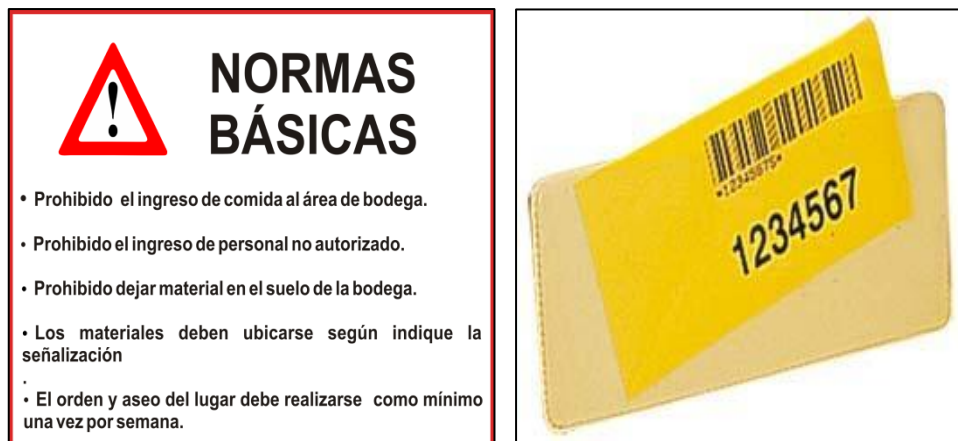 NORMAS
BÁSICAS
• Prohibido el ingreso de comida al área de bodega.
• Prohibido el ingreso de personal no autorizado.
• Prohibido dejar material en el suelo de la bodega.
• Los materiales deben ubicarse según indique la
señalización
.
• El orden y aseo del lugar debe realizarse como mínimo
una vez por semana.
*12345675*
1234567